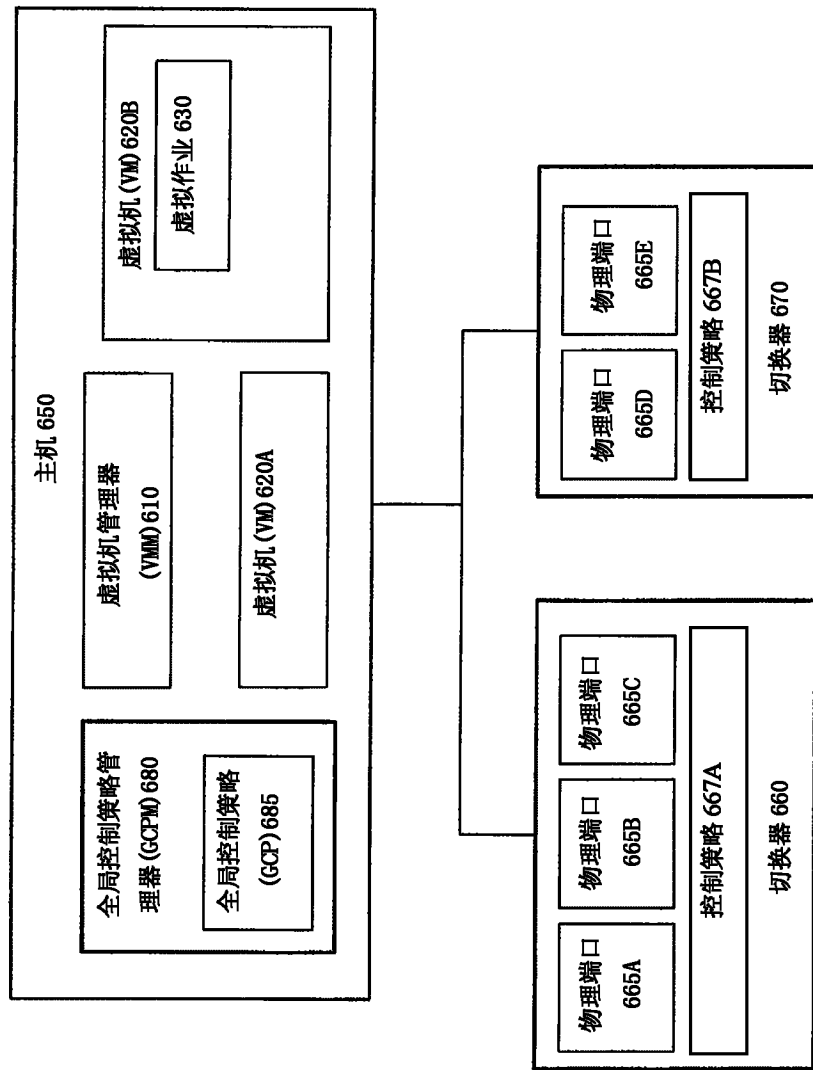 主机 650
全局控制策略管
理器(GCPM)680
全局控制策略
(GCP)685
虚拟机管理器
(VMM)610
虚拟机(VM)620A
虚拟机(VM)620B
虚拟作业 630
物理端口
665A
物理端口
665B
物理端口
665C
控制策略 667A
切换器 660
物理端口
665D
物理端口
665E
控制策略 667B
切换器 670